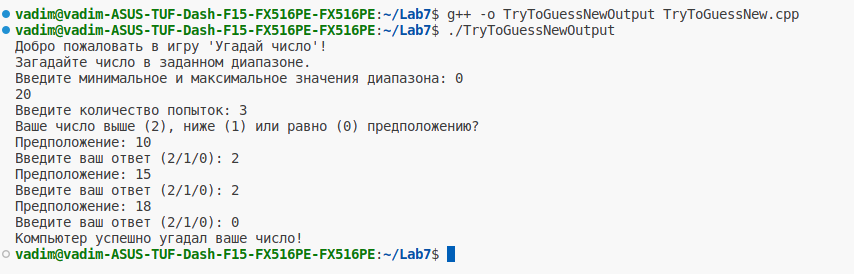 vadim@vadim-ASUS-TUF-Dash-F15-FX516PE:~/Lab7$ g++ -o TryToGuessNewOutput TryToGuessNew.cpp
vadim@vadim-ASUS-TUF-Dash-F15-FX516PE:~/Lab7$ ./TryToGuessNewOutput
Добро пожаловать в игру 'Угадай число'!
Загадайте число в заданном диапазоне.
Введите минимальное и максимальное значения диапазона: 0
20
Введите количество попыток: 3
Ваше число выше (2), ниже (1) или равно (0) предположению?
Предположение: 10
Введите ваш ответ (2/1/0): 2
Предположение: 15
Введите ваш ответ (2/1/0): 2
Предположение: 18
Введите ваш ответ (2/1/0): 0
Компьютер успешно угадал ваше число!
vadim@vadim-ASUS-TUF-Dash-F15-FX516PE:~/Lab7$